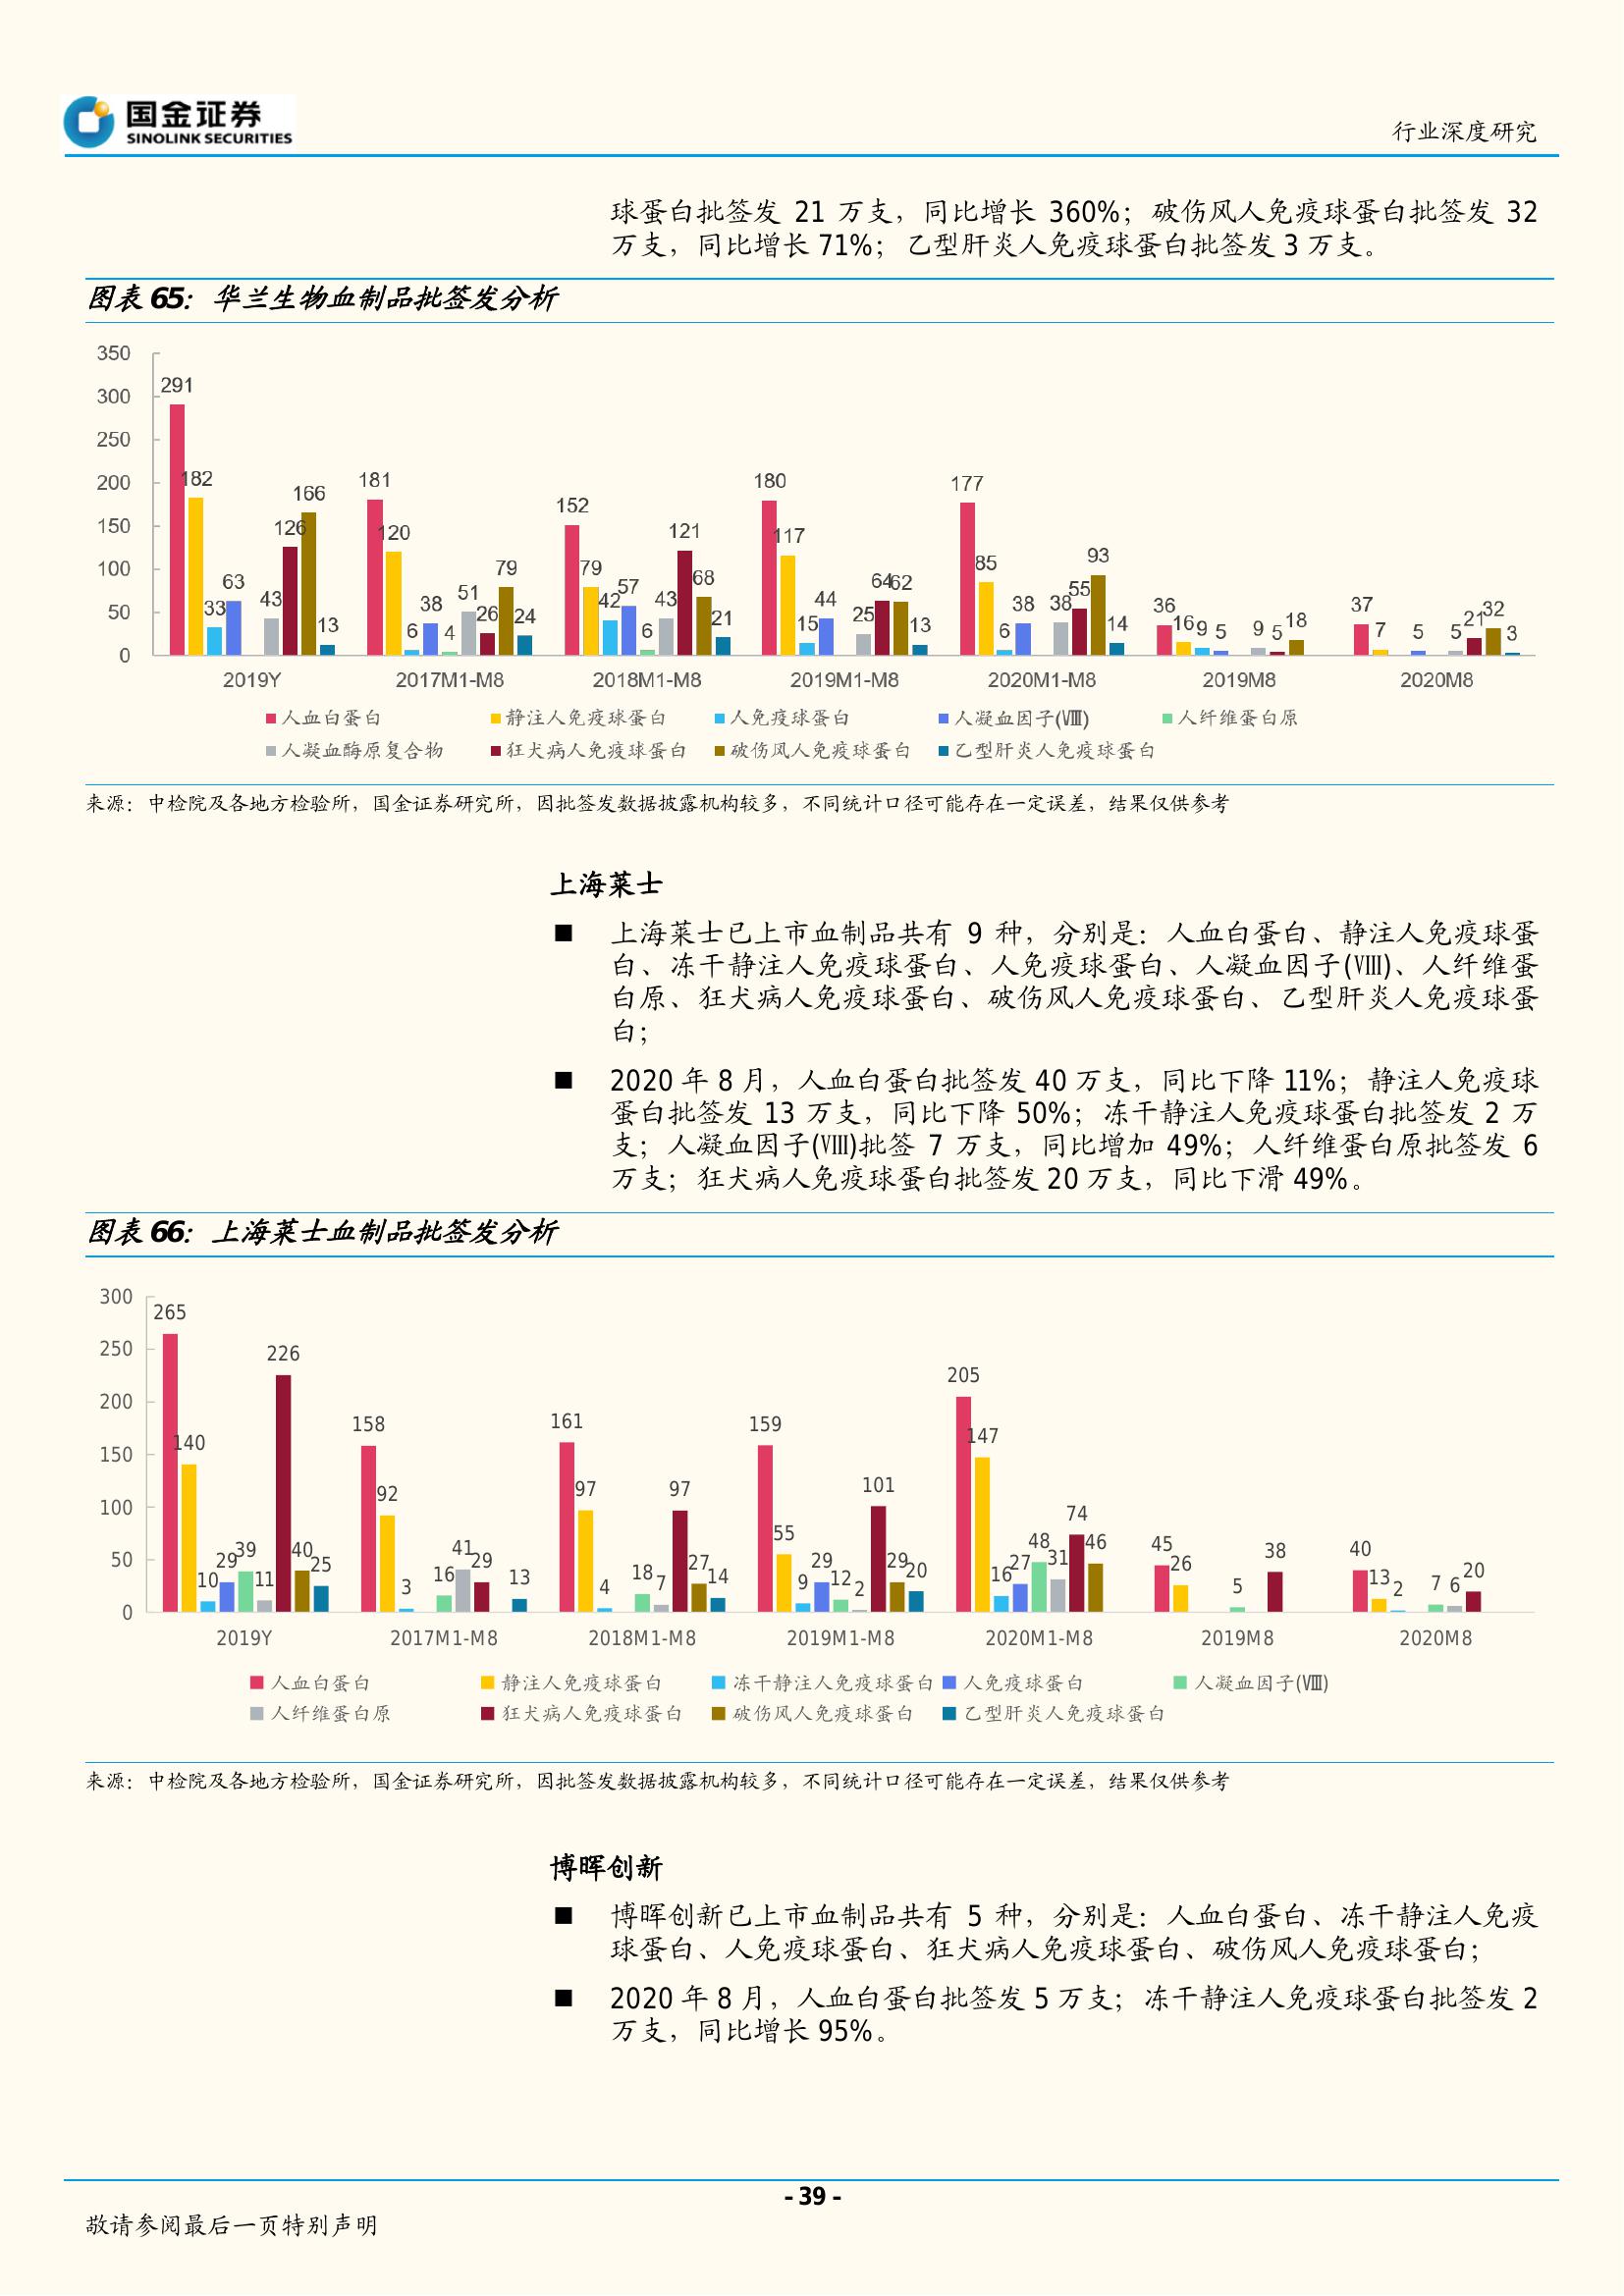 国金证券
SINOLINK SECURITIES
行业深度研究
球蛋白批签发 21 万支，同比增长 360%；破伤风人免疫球蛋白批签发 32
万支，同比增长 71%；乙型肝炎人免疫球蛋白批签发 3 万支。
图表 65：华兰生物血制品批签发分析
350
300
250
200
150
100
50
0
291 182 33 63 43 126 166 13
181 120 6 38 4 51 26 79 24
152 79 42 57 6 43 121 68 21
180 117 15 44 25 64 62 13
177 85 6 38 38 55 93 14
36 16 9 5 9 5 18
37 7 5 5 21 32 3
2019Y 2017M1-M8 2018M1-M8 2019M1-M8 2020M1-M8 2019M8 2020M8
人血白蛋白 静注人免疫球蛋白 人免疫球蛋白 人凝血因子(Ⅷ) 人纤维蛋白原
人凝血酶原复合物 狂犬病人免疫球蛋白 破伤风人免疫球蛋白 乙型肝炎人免疫球蛋白
来源：中检院及各地方检验所，国金证券研究所，因批签发数据披露机构较多，不同统计口径可能存在一定误差，结果仅供参考
上海莱士
■ 上海莱士已上市血制品共有 9 种，分别是：人血白蛋白、静注人免疫球蛋
白、冻干静注人免疫球蛋白、人免疫球蛋白、人凝血因子(Ⅷ)、人纤维蛋
白原、狂犬病人免疫球蛋白、破伤风人免疫球蛋白、乙型肝炎人免疫球蛋
白；
■ 2020 年 8 月，人血白蛋白批签发 40 万支，同比下降 11%；静注人免疫球
蛋白批签发 13 万支，同比下降 50%；冻干静注人免疫球蛋白批签发 2 万
支；人凝血因子(Ⅷ)批签 7 万支，同比增加 49%；人纤维蛋白原批签发 6
万支；狂犬病人免疫球蛋白批签发 20 万支，同比下滑 49%。
图表 66：上海莱士血制品批签发分析
300
250
200
150
100
50
0
265 140 10 29 39 11 226 40 25
158 92 3 16 41 29 13
161 97 4 18 7 97 27 14
159 55 9 29 12 2 101 29 20
205 147 16 27 48 31 74 46
45 26 5 38
40 13 2 7 6 20
2019Y 2017M1-M8 2018M1-M8 2019M1-M8 2020M1-M8 2019M8 2020M8
人血白蛋白 静注人免疫球蛋白 冻干静注人免疫球蛋白 人免疫球蛋白 人凝血因子(Ⅷ)
人纤维蛋白原 狂犬病人免疫球蛋白 破伤风人免疫球蛋白 乙型肝炎人免疫球蛋白
来源：中检院及各地方检验所，国金证券研究所，因批签发数据披露机构较多，不同统计口径可能存在一定误差，结果仅供参考
博晖创新
■ 博晖创新已上市血制品共有 5 种，分别是：人血白蛋白、冻干静注人免疫
球蛋白、人免疫球蛋白、狂犬病人免疫球蛋白、破伤风人免疫球蛋白；
■ 2020 年 8 月，人血白蛋白批签发 5 万支；冻干静注人免疫球蛋白批签发 2
万支，同比增长 95%。
- 39 -
敬请参阅最后一页特别声明